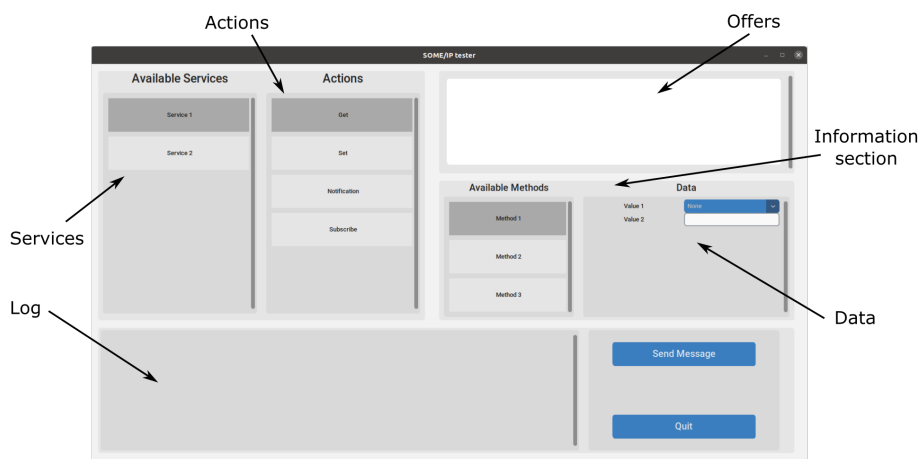 Actions
Offers
SOME/IP tester
Available Services
Actions
Service 1
Get
Service 2
Set
Notification
Subscribe
Information
section
Available Methods
Data
Value 1
None
Method 1
Value 2
Method 2
Method 3
Services
Log
Data
Send Message
Quit